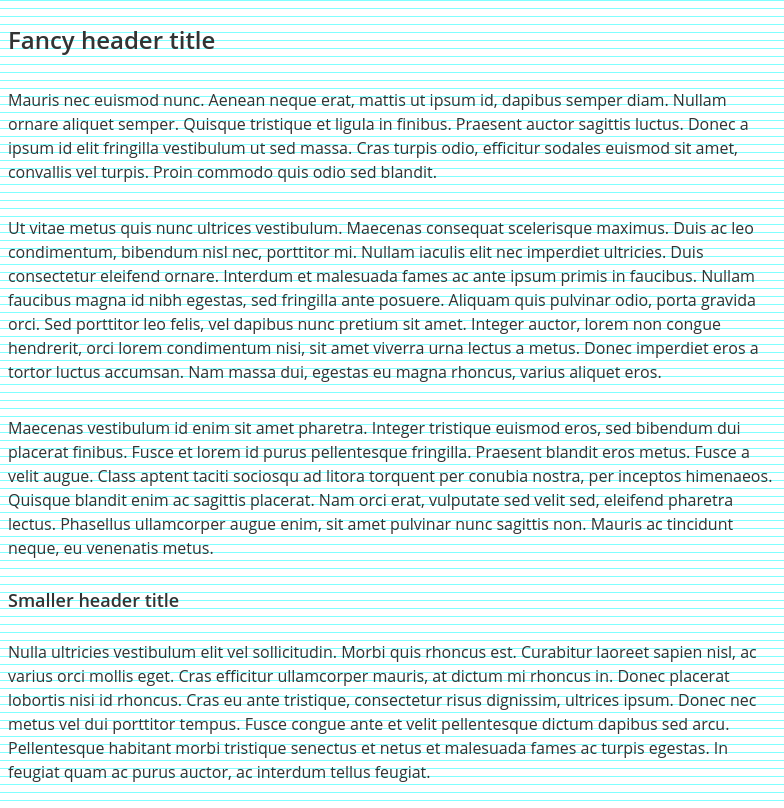 Fancy header title
Mauris nec euismod nunc. Aenean neque erat, mattis ut ipsum id, dapibus semper diam. Nullam
ornare aliquet semper. Quisque tristique et ligula in finibus. Praesent auctor sagittis luctus. Donec a
ipsum id elit fringilla vestibulum ut sed massa. Cras turpis odio, efficitur sodales euismod sit amet,
convallis vel turpis. Proin commodo quis odio sed blandit.
Ut vitae metus quis nunc ultrices vestibulum. Maecenas consequat scelerisque maximus. Duis ac leo
condimentum, bibendum nisl nec, porttitor mi. Nullam iaculis elit nec imperdiet ultricies. Duis
consectetur eleifend ornare. Interdum et malesuada fames ac ante ipsum primis in faucibus. Nullam
faucibus magna id nibh egestas, sed fringilla ante posuere. Aliquam quis pulvinar odio, porta gravida
orci. Sed porttitor leo felis, vel dapibus nunc pretium sit amet. Integer auctor, lorem non congue
hendrerit, orci lorem condimentum nisi, sit amet viverra urna lectus a metus. Donec imperdiet eros a
tortor luctus accumsan. Nam massa dui, egestas eu magna rhoncus, varius aliquet eros.
Maecenas vestibulum id enim sit amet pharetra. Integer tristique euismod eros, sed bibendum dui
placerat finibus. Fusce et lorem id purus pellentesque fringilla. Praesent blandit eros metus. Fusce a
velit augue. Class aptent taciti sociosqu ad litora torquent per conubia nostra, per inceptos himenaeos.
Quisque blandit enim ac sagittis placerat. Nam orci erat, vulputate sed velit sed, eleifend pharetra
lectus. Phasellus ullamcorper augue enim, sit amet pulvinar nunc sagittis non. Mauris ac tincidunt
neque, eu venenatis metus.
Smaller header title
Nulla ultricies vestibulum elit vel sollicitudin. Morbi quis rhoncus est. Curabitur laoreet sapien nisl, ac
varius orci mollis eget. Cras efficitur ullamcorper mauris, at dictum mi rhoncus in. Donec placerat
lobortis nisi id rhoncus. Cras eu ante tristique, consectetur risus dignissim, ultrices ipsum. Donec nec
metus vel dui porttitor tempus. Fusce congue ante et velit pellentesque dictum dapibus sed arcu.
Pellentesque habitant morbi tristique senectus et netus et malesuada fames ac turpis egestas. In
feugiat quam ac purus auctor, ac interdum tellus feugiat.